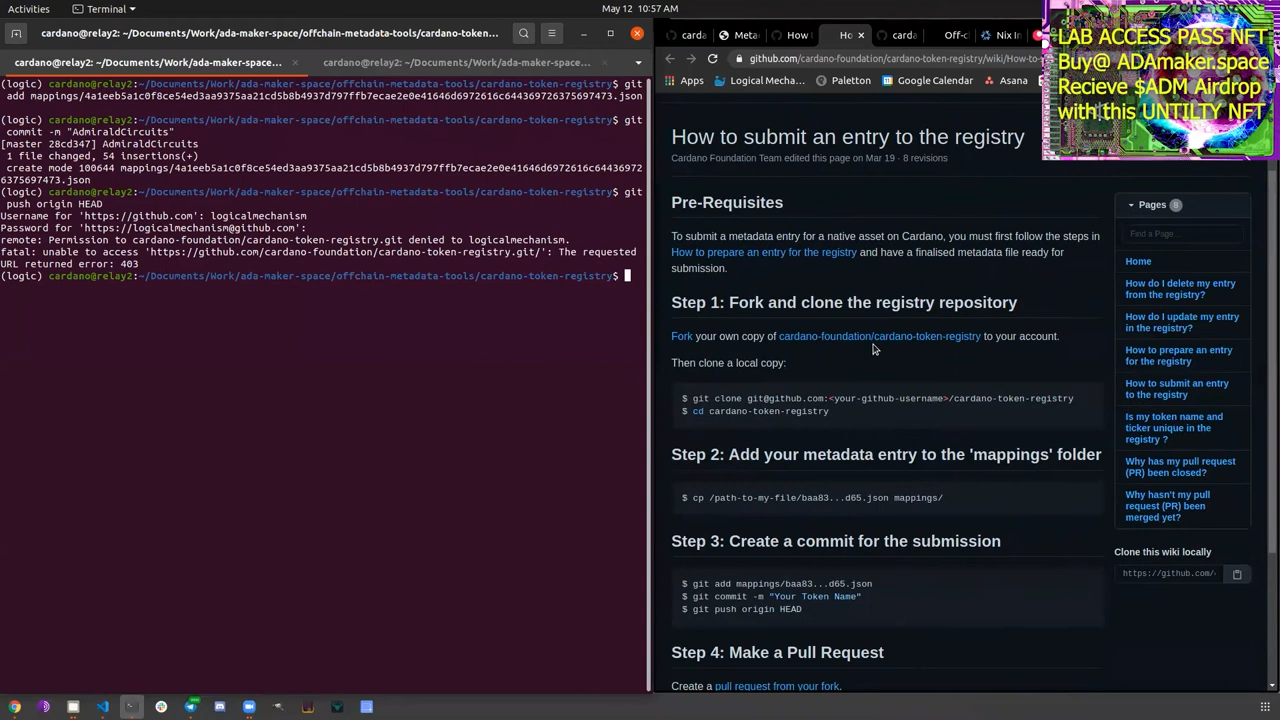 Activities
Terminal
May 12 10:57 AM
cardano@relay2: ~/Documents/Work/ada-maker-space/offchain-metadata-tools/cardano-token...
cardano@relay2: ~/Documents/Work/ada-maker-space...
cardano@relay2: ~/Documents/Work/ada-maker-space...
(logic) cardano@relay2:~/Documents/Work/ada-maker-space/offchain-metadata-tools/cardano-token-registry$ git
add mappings/4a1eeb5a1c0f8ce54ed3aa9375aa21cd5b8b4937d797ffb7ecae2e0e41646d6972616c6443697263756974​73.json
(logic) cardano@relay2:~/Documents/Work/ada-maker-space/offchain-metadata-tools/cardano-token-registry$ git
commit -m "AdmiraldCircuits"
[master 28cd347] AdmiraldCircuits
1 file changed, 54 insertions(+)
create mode 100644 mappings/4a1eeb5a1c0f8ce54ed3aa9375aa21cd5b8b4937d797ffb7ecae2e0e41646d6972616c64436972
6375697473.json
(logic) cardano@relay2:~/Documents/Work/ada-maker-space/offchain-metadata-tools/cardano-token-registry$ git
push origin HEAD
Username for 'https://github.com': logicalmechanism
Password for 'https://logicalmechanism@github.com':
remote: Permission to cardano-foundation/cardano-token-registry.git denied to logicalmechanism.
fatal: unable to access 'https://github.com/cardano-foundation/cardano-token-registry.git/': The requested
URL returned error: 403
(logic) cardano@relay2:~/Documents/Work/ada-maker-space/offchain-metadata-tools/cardano-token-registry$
carda
Meta
How I
Ho
carda
Off-c
Nix In
github.com/cardano-foundation/cardano-token-registry/wiki/How-to-
Apps
Logical Mecha...
Paletton
Google Calendar
Asana
LAB ACCESS PASS NFT
Buy@ ADAmaker.space
Recieve $ADM Airdrop
with this UNTILTY NFT
How to submit an entry to the registry
Cardano Foundation Team edited this page on Mar 19 · 8 revisions
Pre-Requisites
To submit a metadata entry for a native asset on Cardano, you must first follow the steps in
How to prepare an entry for the registry and have a finalised metadata file ready for
submission.
Step 1: Fork and clone the registry repository
Fork your own copy of cardano-foundation/cardano-token-registry to your account.
Then clone a local copy:
$ git clone git@github.com:<your-github-username>/cardano-token-registry
$ cd cardano-token-registry
Step 2: Add your metadata entry to the 'mappings' folder
$ cp /path-to-my-file/baa83...d65.json mappings/
Step 3: Create a commit for the submission
$ git add mappings/baa83...d65.json
$ git commit -m "Your Token Name"
$ git push origin HEAD
Step 4: Make a Pull Request
Create a pull request from your fork.
Pages 8
Find a Page...
Home
How do I delete my entry
from the registry?
How do I update my entry
in the registry?
How to prepare an entry
for the registry
How to submit an entry
to the registry
Is my token name and
ticker unique in the
registry ?
Why has my pull request
(PR) been closed?
Why hasn't my pull
request (PR) been
merged yet?
Clone this wiki locally
https://github.com/